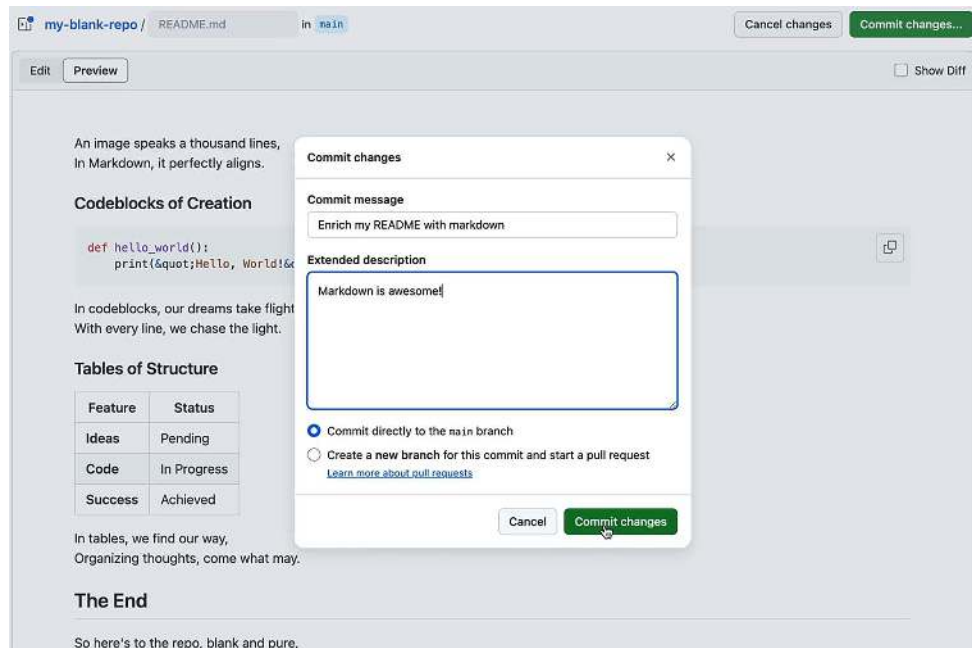 my-blank-repo / README.md in main
Cancel changes
Commit changes...
Edit
Preview
Show Diff
An image speaks a thousand lines,
In Markdown, it perfectly aligns.
Codeblocks of Creation
def hello_world():
print(&quot;Hello, World!&
In codeblocks, our dreams take flight
With every line, we chase the light.
Tables of Structure
Feature Status
Ideas Pending
Code In Progress
Success Achieved
In tables, we find our way,
Organizing thoughts, come what may.
The End
So here's to the repo, blank and pure,
Commit changes
Commit message
Enrich my README with markdown
Extended description
Markdown is awesome!
Commit directly to the main branch
Create a new branch for this commit and start a pull request
Learn more about pull requests
Cancel
Commit changes